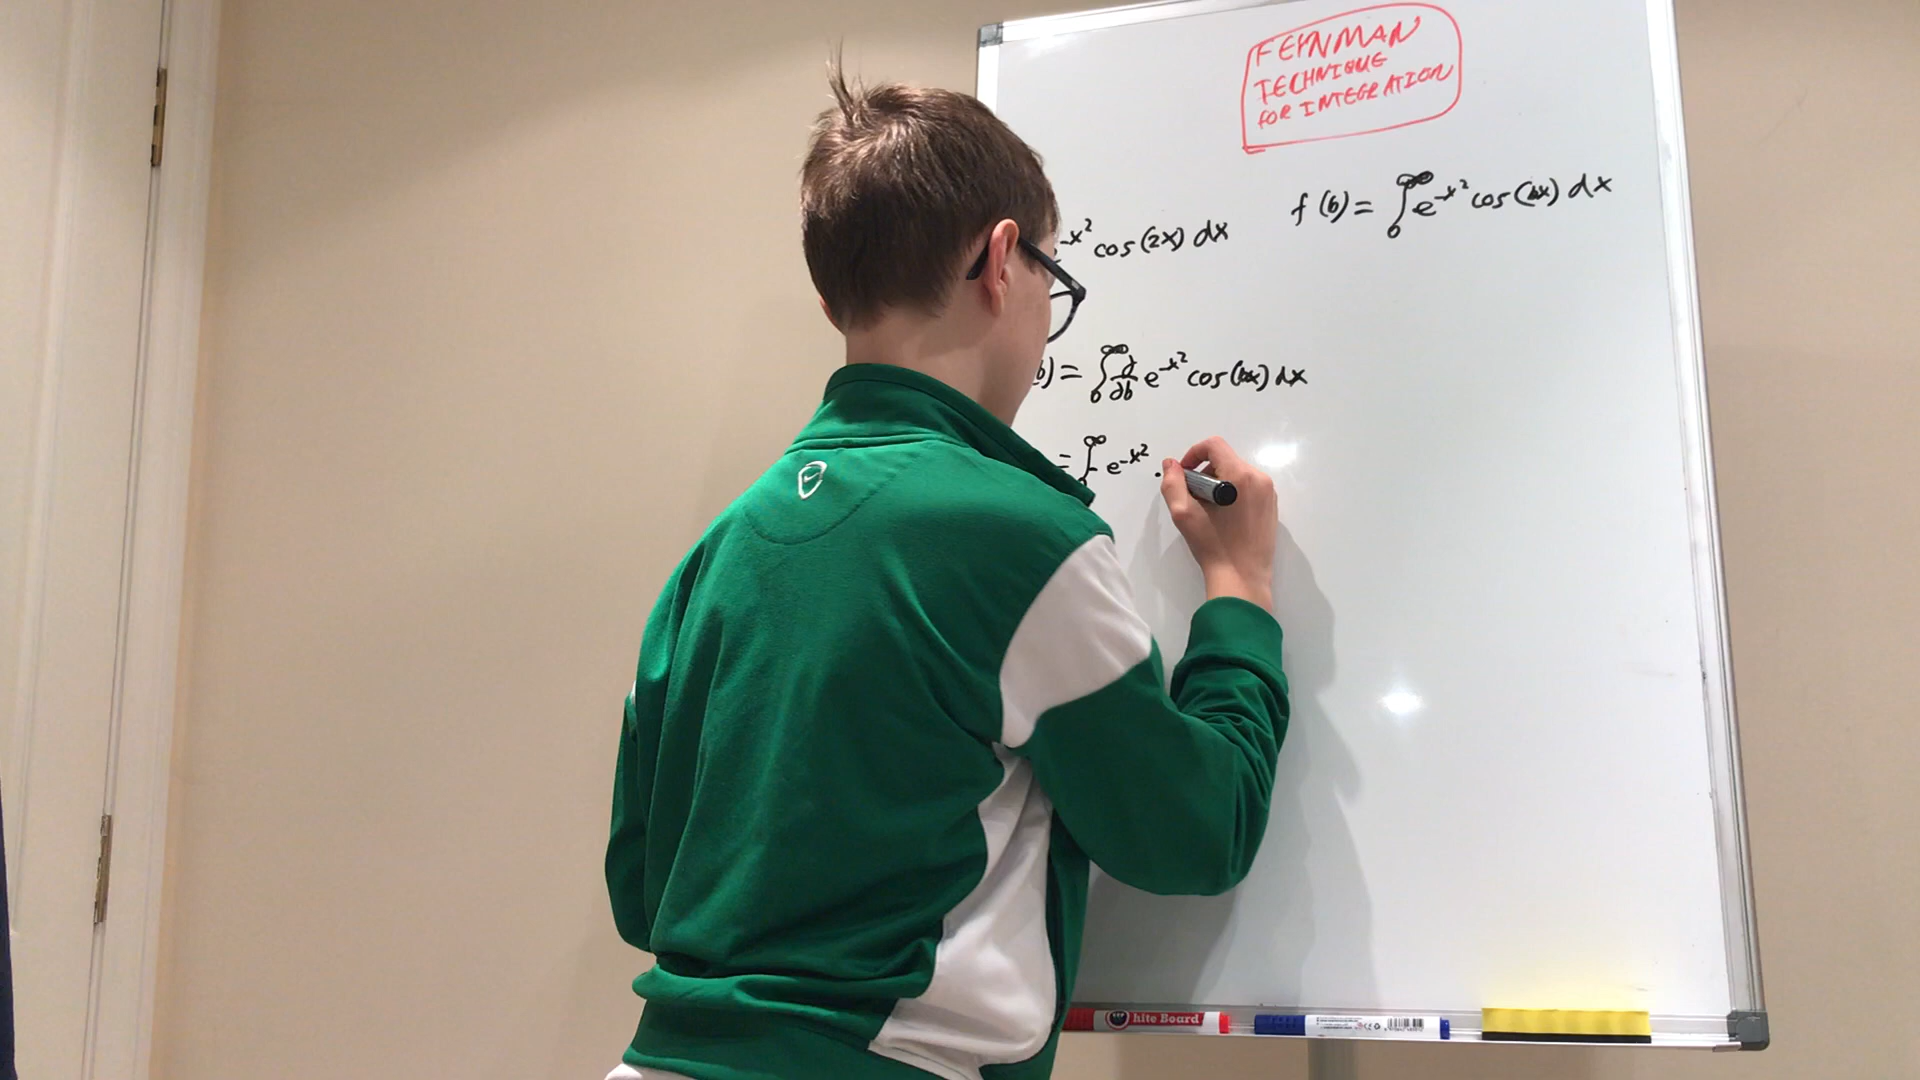 FEYNMAN
TECHNIQUE
FOR INTEGRATION
f(b) = ∫₀^∞ e^{-x²} cos(bx) dx
e^{-x²} cos(2x) dx
b) = ∫₀^∞ ∂/∂b e^{-x²} cos(bx) dx
= ∫₀^∞ - e^{-x²} .
hite Board